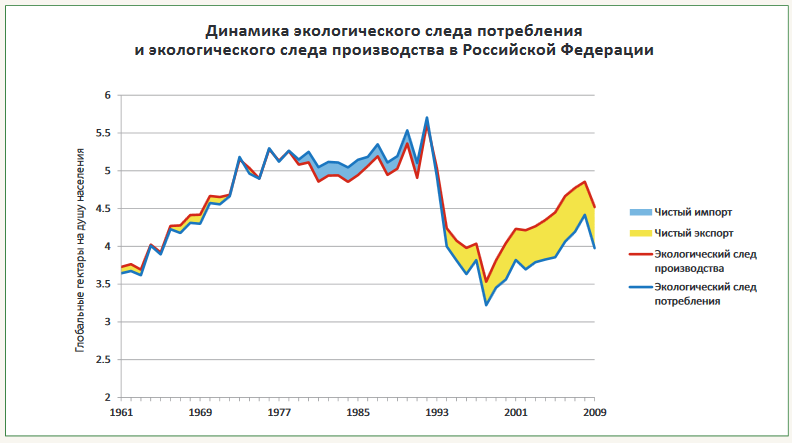 Динамика экологического следа потребления
и экологического следа производства в Российской Федерации
Глобальные гектары на душу населения
6
5.5
5
4.5
4
3.5
3
2.5
2
1961
1969
1977
1985
1993
2001
2009
Чистый импорт
Чистый экспорт
Экологический след
производства
Экологический след
потребления